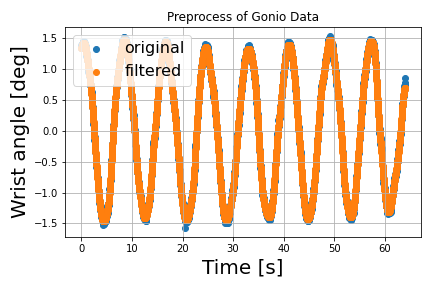 Preprocess of Gonio Data
original
filtered
Wrist angle [deg]
1.5
1.0
0.5
0.0
−0.5
−1.0
−1.5
0 10 20 30 40 50 60
Time [s]